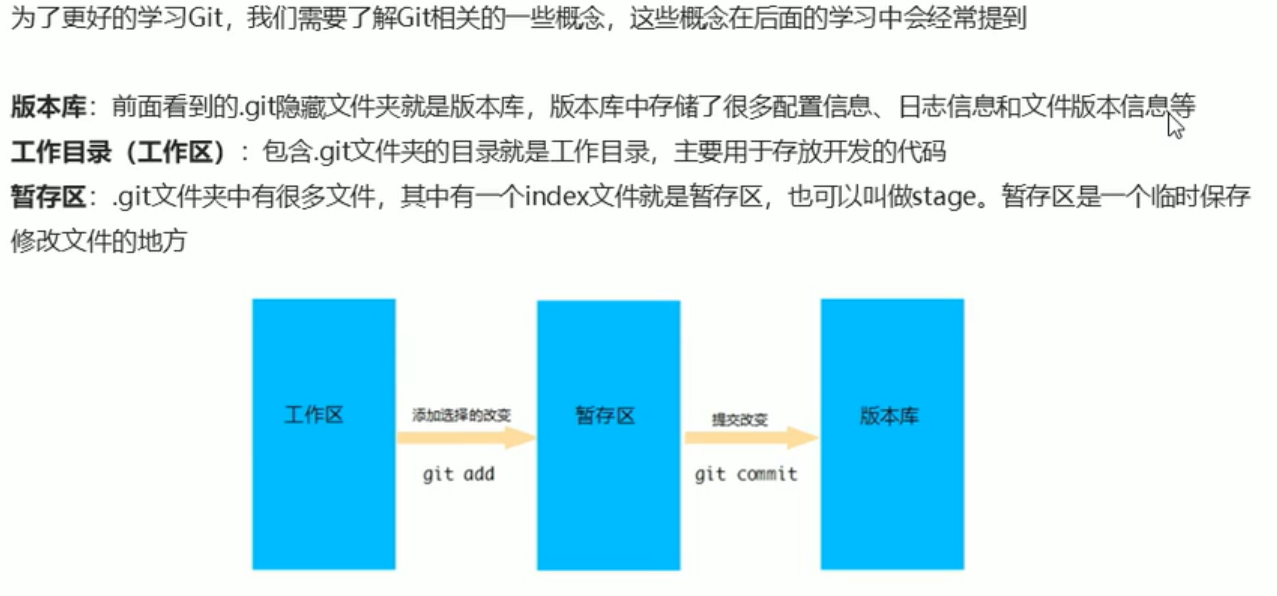 为了更好的学习Git，我们需要了解Git相关的一些概念，这些概念在后面的学习中会经常提到
版本库：前面看到的.git隐藏文件夹就是版本库，版本库中存储了很多配置信息、日志信息和文件版本信息等
工作目录（工作区）：包含.git文件夹的目录就是工作目录，主要用于存放开发的代码
暂存区：.git文件夹中有很多文件，其中有一个index文件就是暂存区，也可以叫做stage。暂存区是一个临时保存
修改文件的地方
工作区
添加选择的改变
git add
暂存区
提交改变
git commit
版本库